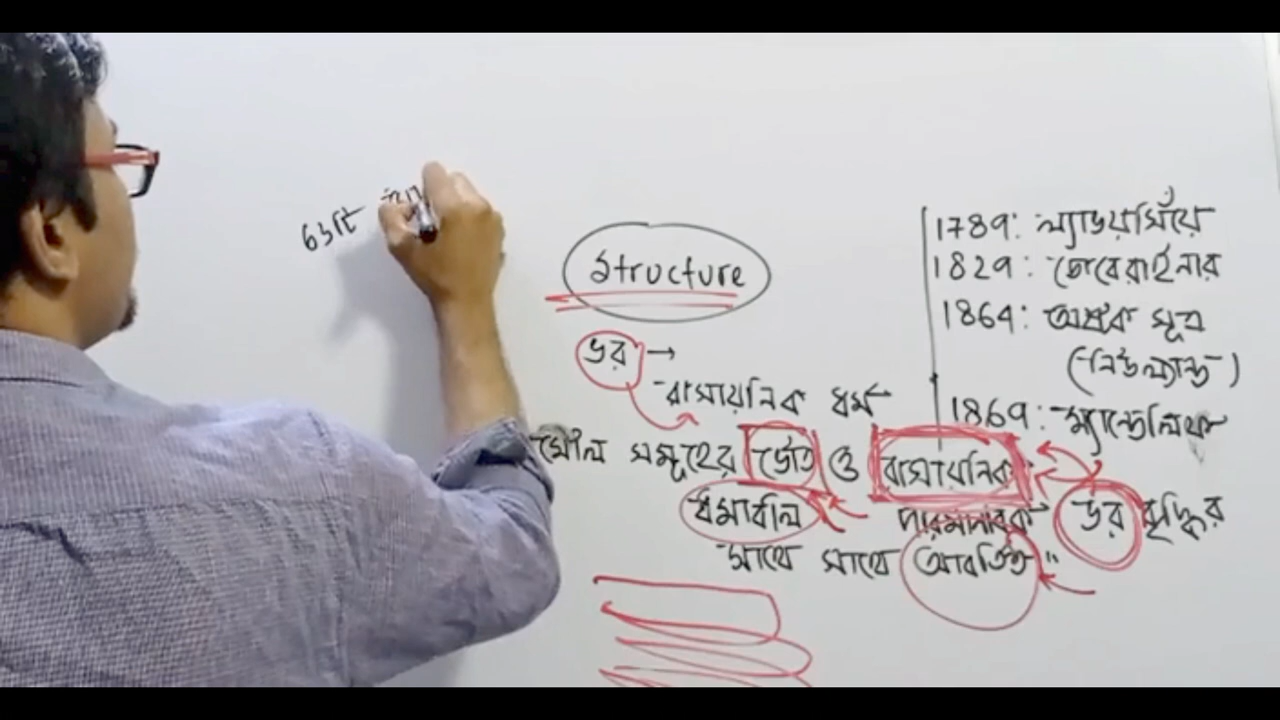 63টি
Structure
ভর →
রাসায়নিক ধর্ম
মৌল সমূহের ভৌত ও রাসায়নিক
ধর্মাবলি পারমাণবিক ভর বৃদ্ধির
সাথে সাথে আবর্তিত "
1789: ল্যাভয়সিঁয়ে
1829: ডোবেরাইনার
1864: অষ্টক সূত্র
(নিউল্যান্ড)
1869: ম্যান্ডেলিফ